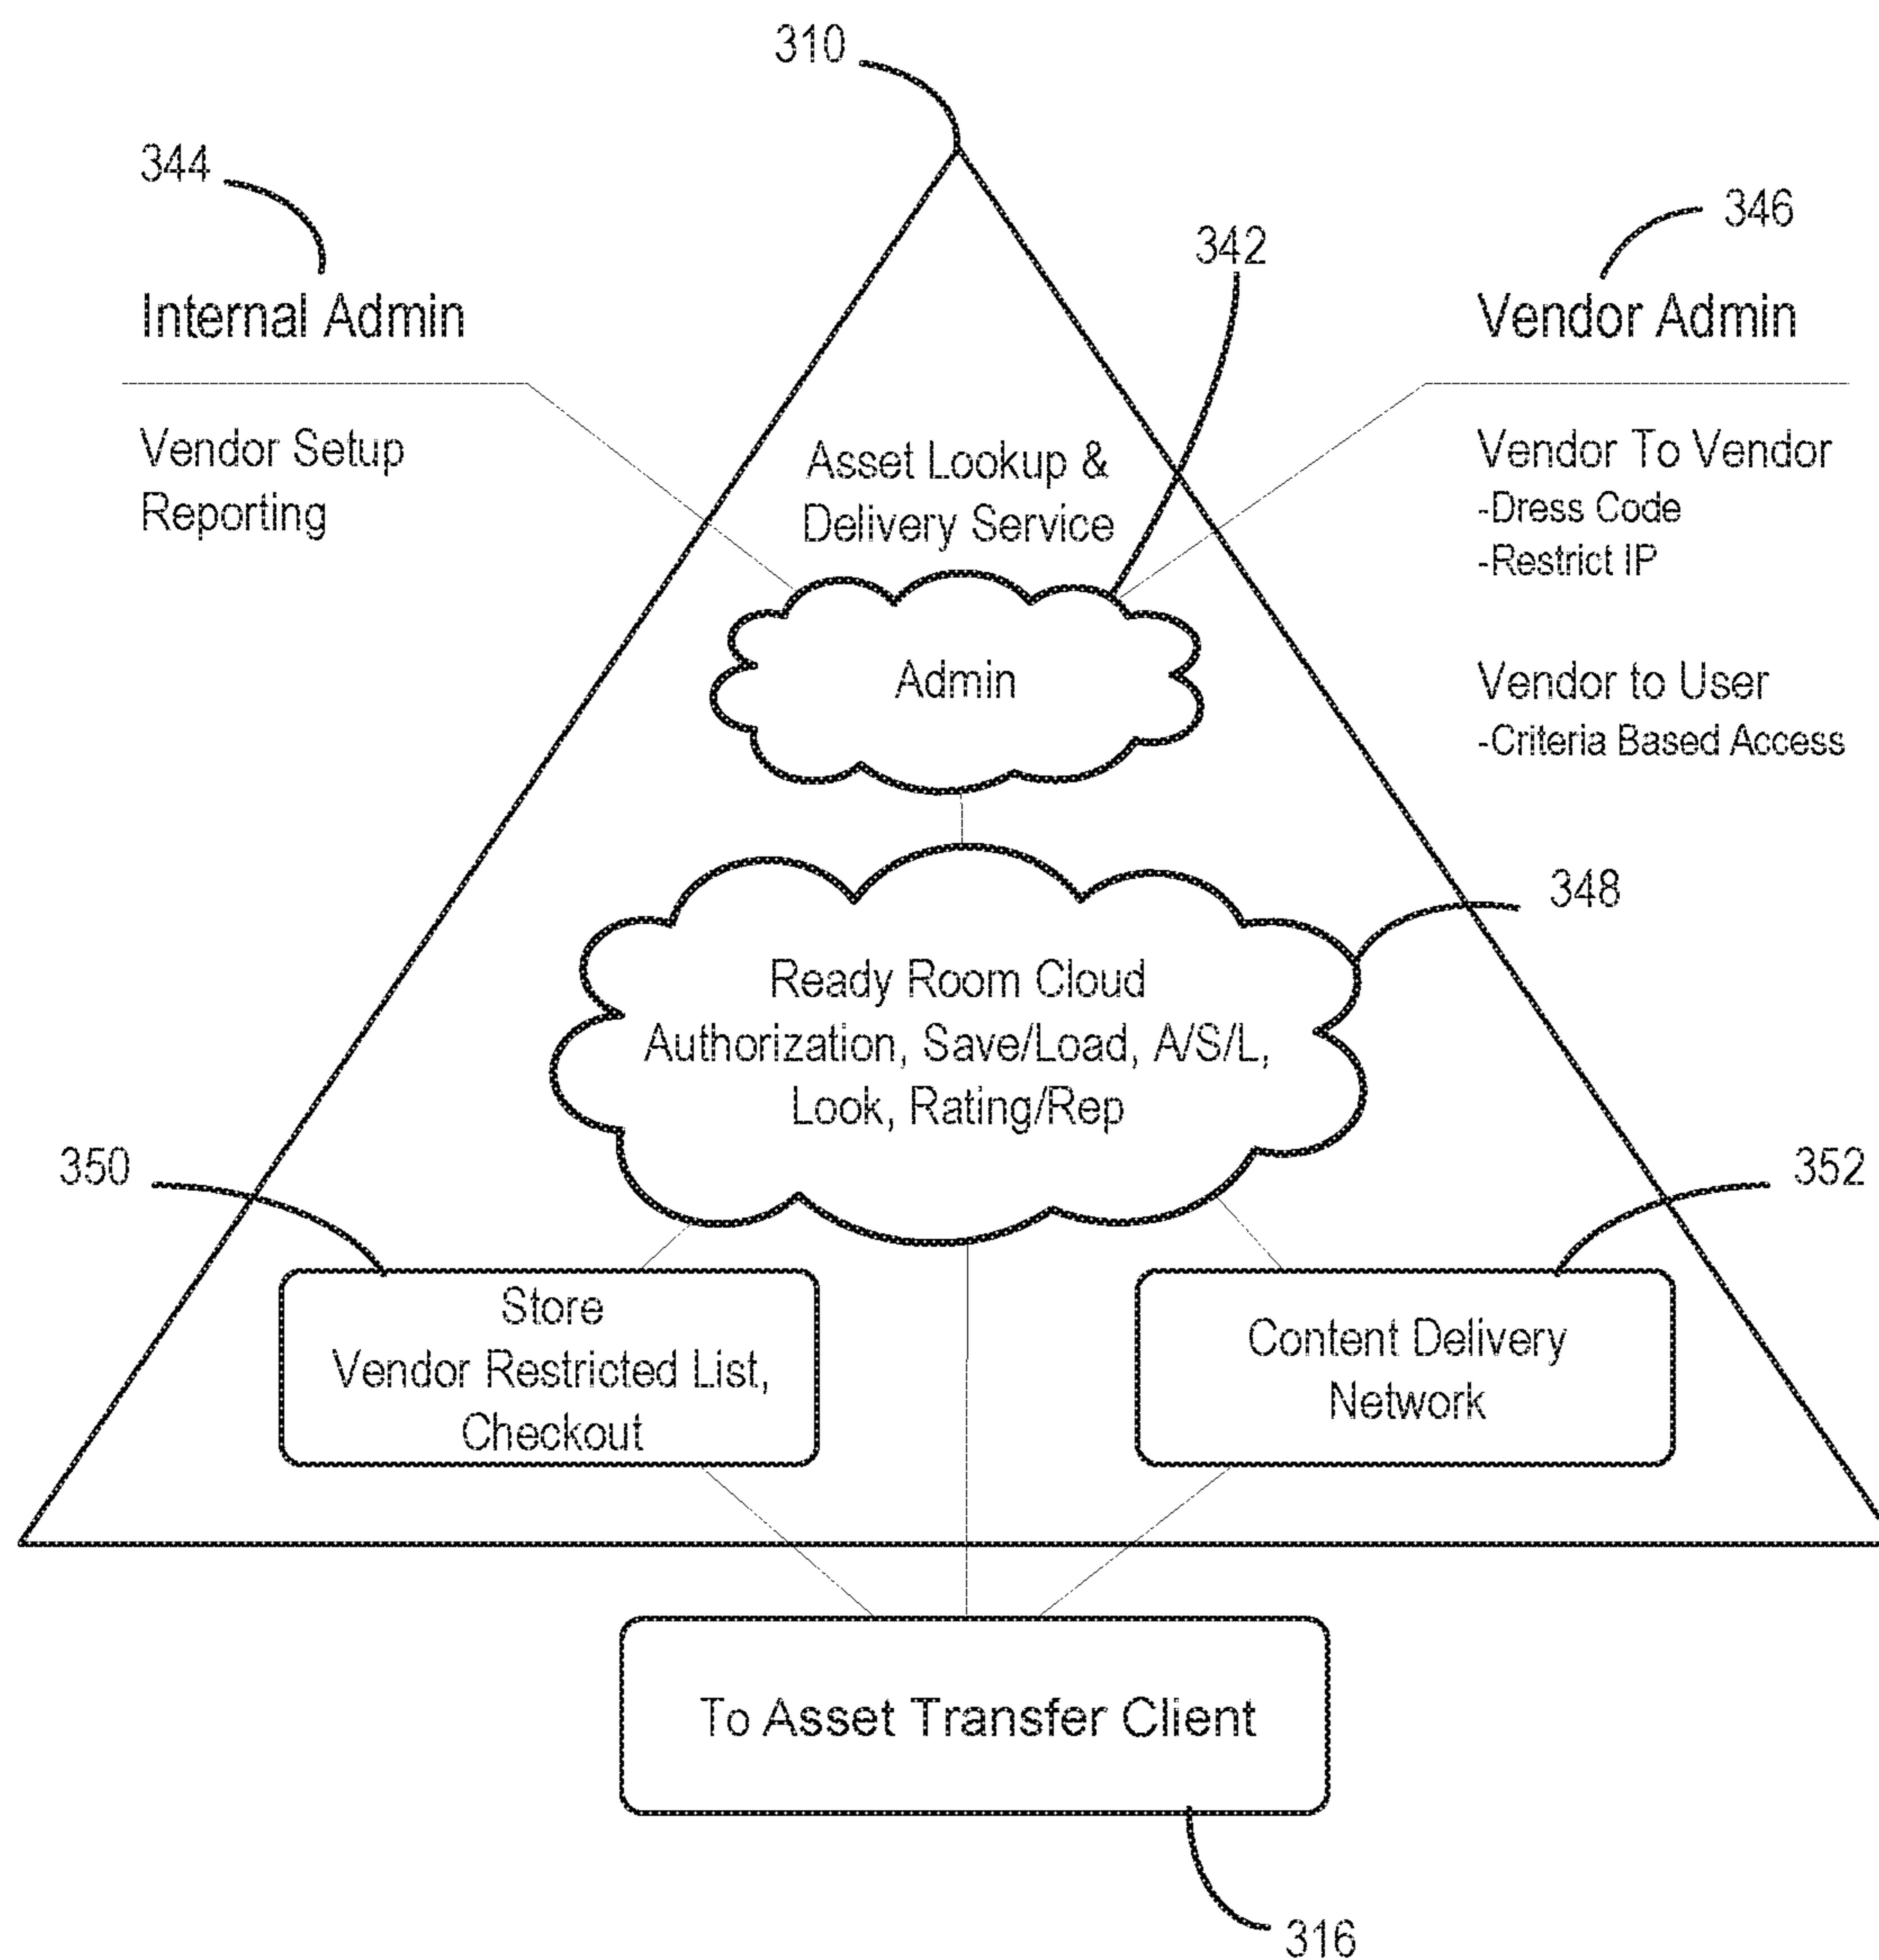 310
344
Internal Admin
Vendor Setup
Reporting
342
346
Vendor Admin
Vendor To Vendor
-Dress Code
-Restrict IP
Vendor to User
-Criteria Based Access
Asset Lookup &
Delivery Service
Admin
348
Ready Room Cloud
Authorization, Save/Load, A/S/L,
Look, Rating/Rep
350
352
Store
Vendor Restricted List,
Checkout
Content Delivery
Network
To Asset Transfer Client
316